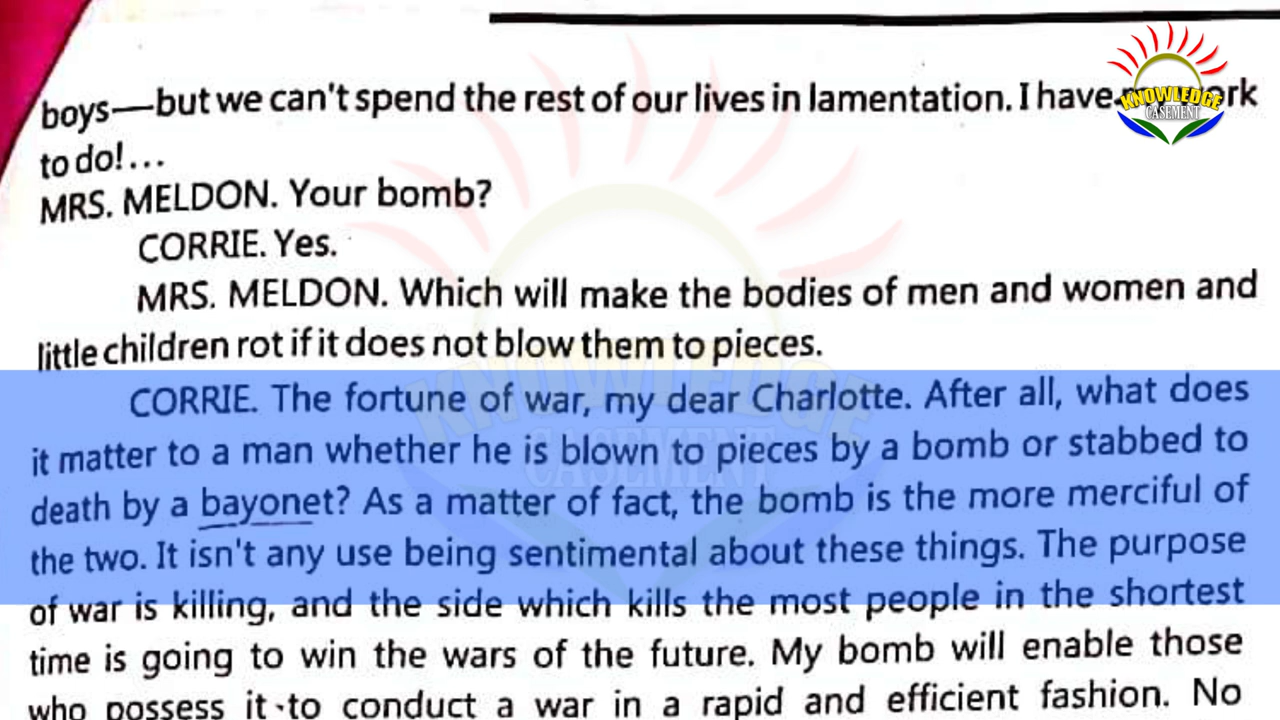 KNOWLEDGE
CASEMENT
boys—but we can't spend the rest of our lives in lamentation. I have
to do!...
MRS. MELDON. Your bomb?
CORRIE. Yes.
MRS. MELDON. Which will make the bodies of men and women and
little children rot if it does not blow them to pieces.
CORRIE. The fortune of war, my dear Charlotte. After all, what does
it matter to a man whether he is blown to pieces by a bomb or stabbed to
death by a bayonet? As a matter of fact, the bomb is the more merciful of
the two. It isn't any use being sentimental about these things. The purpose
of war is killing, and the side which kills the most people in the shortest
time is going to win the wars of the future. My bomb will enable those
who possess it to conduct a war in a rapid and efficient fashion. No
KNOWLEDGE
CASEMENT